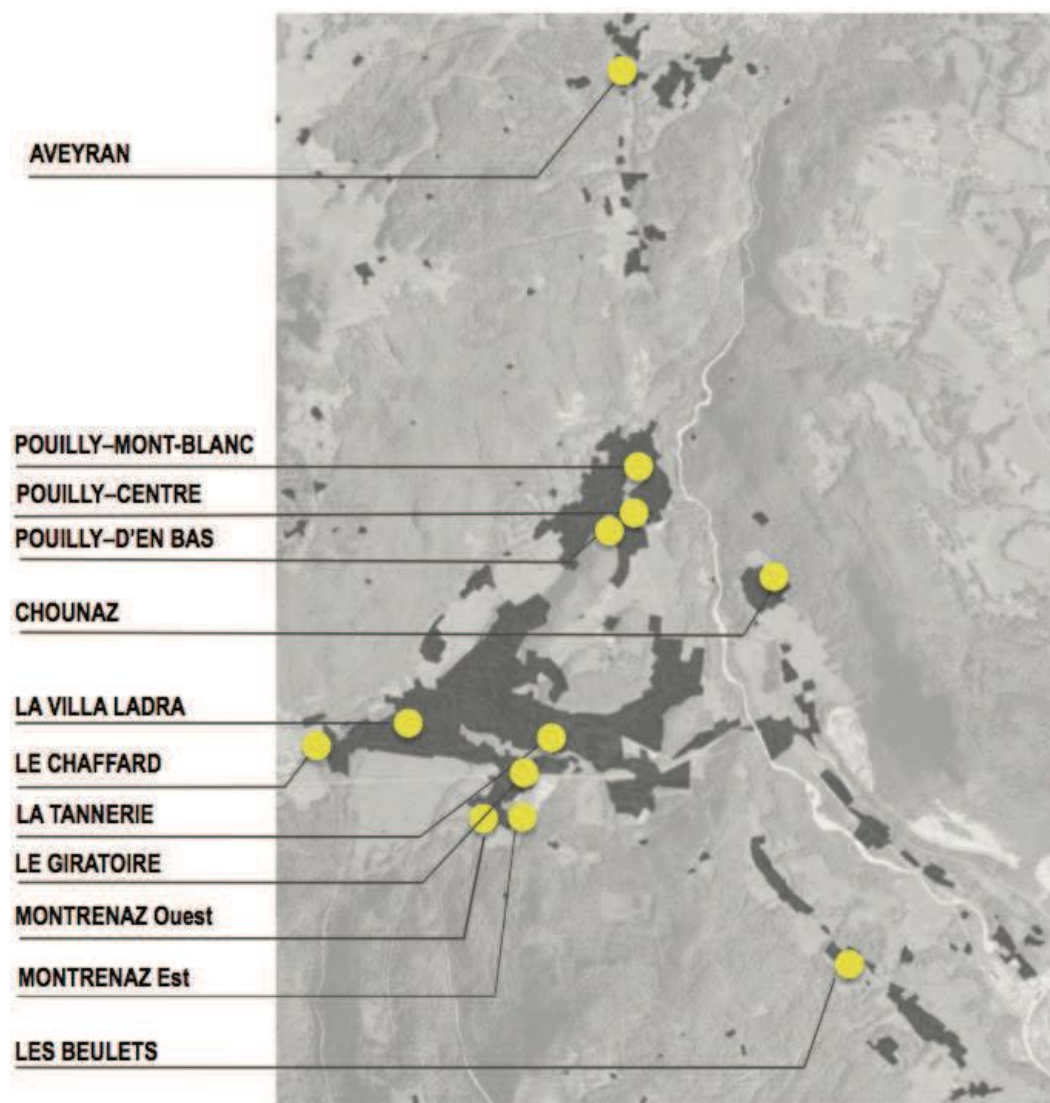 AVEYRAN
POUILLY–MONT-BLANC
POUILLY–CENTRE
POUILLY–D'EN BAS
CHOUNAZ
LA VILLA LADRA
LE CHAFFARD
LA TANNERIE
LE GIRATOIRE
MONTRENAZ Ouest
MONTRENAZ Est
LES BEULETS